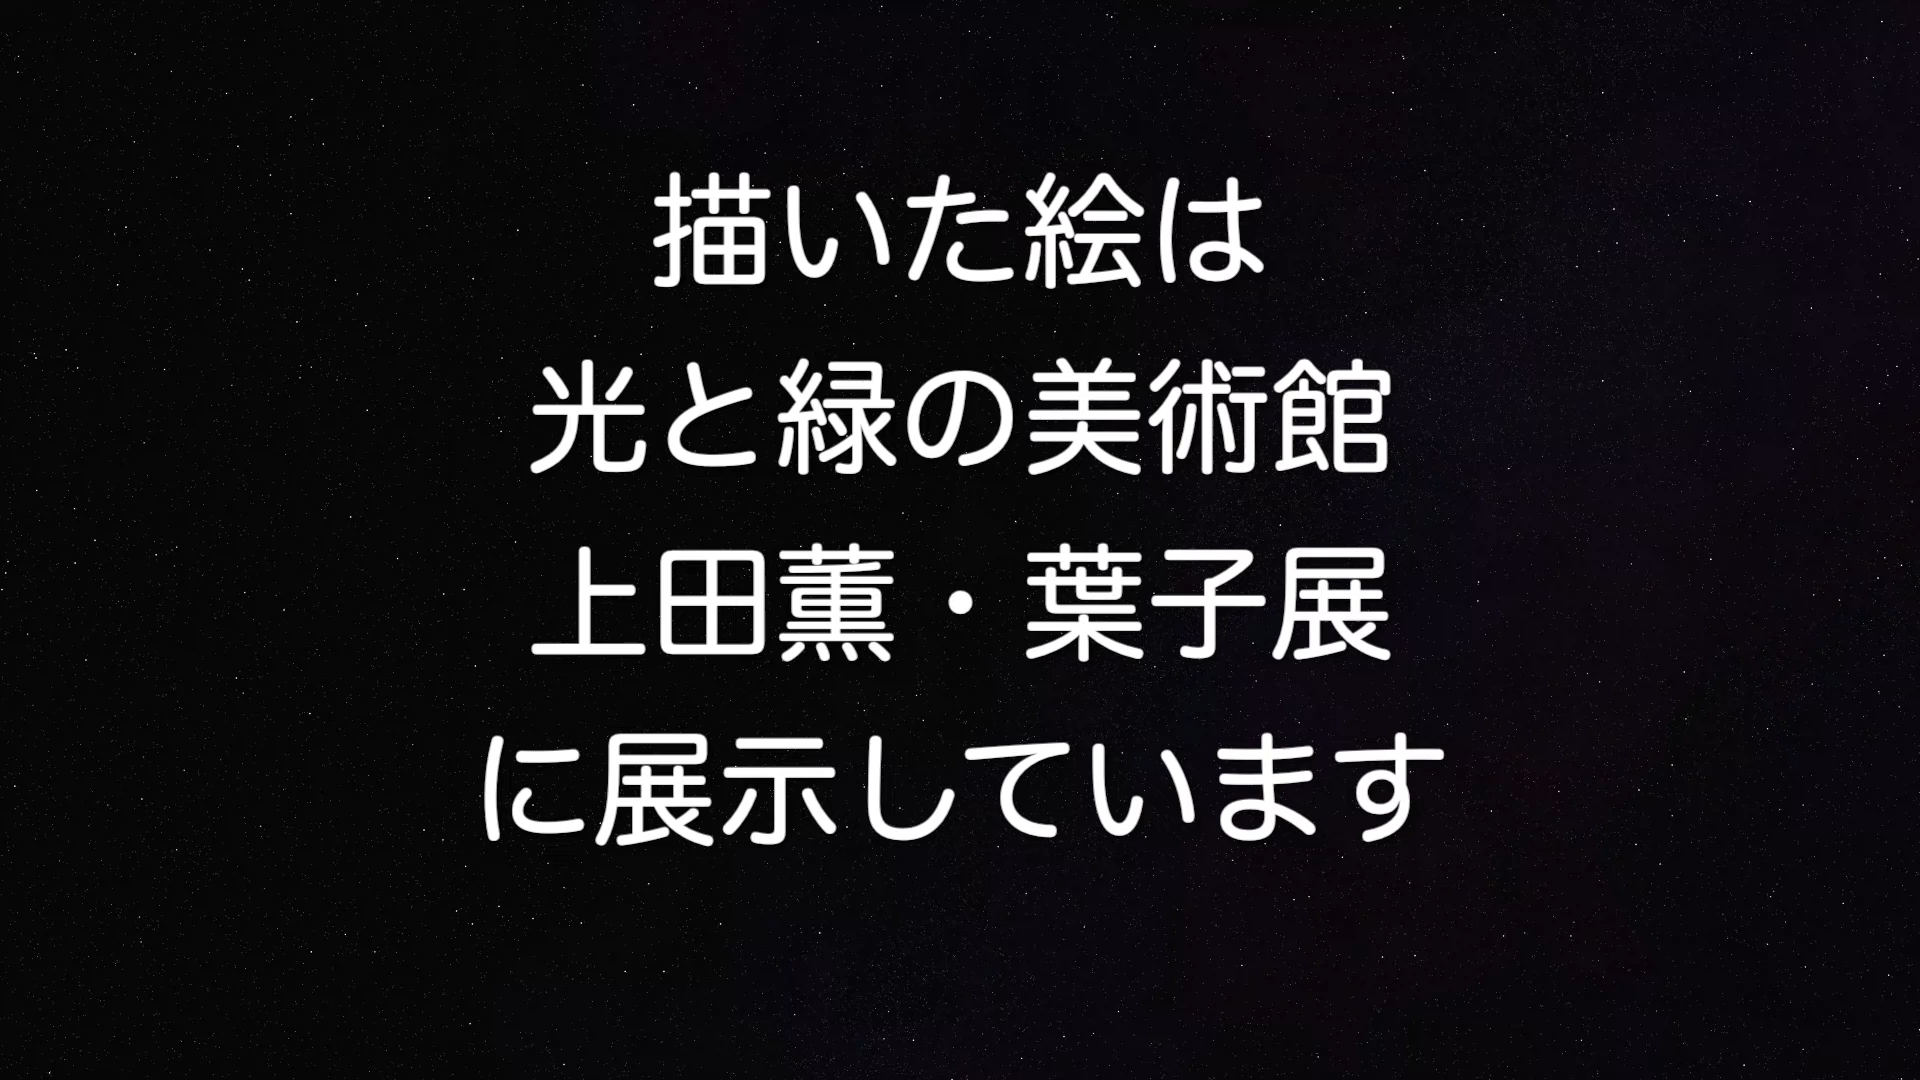 描いた絵は
光と緑の美術館
上田薫・葉子展
に展示しています